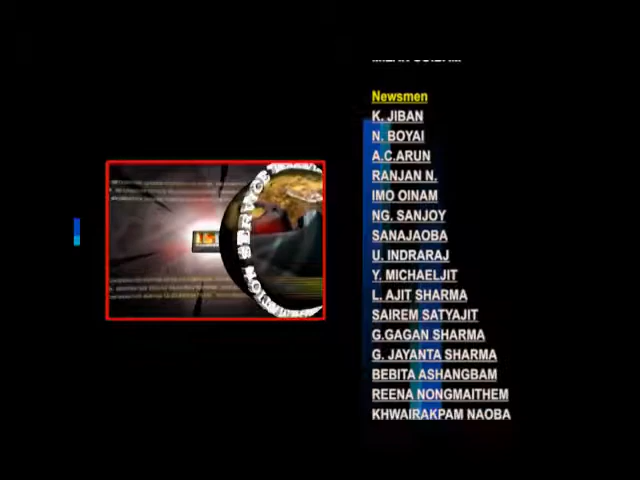 Newsmen
K. JIBAN
N. BOYAI
A.C.ARUN
RANJAN N.
IMO OINAM
NG. SANJOY
SANAJAOBA
U. INDRARAJ
Y. MICHAELJIT
L. AJIT SHARMA
SAIREM SATYAJIT
G.GAGAN SHARMA
G. JAYANTA SHARMA
BEBITA ASHANGBAM
REENA NONGMAITHEM
KHWAIRAKPAM NAOBA